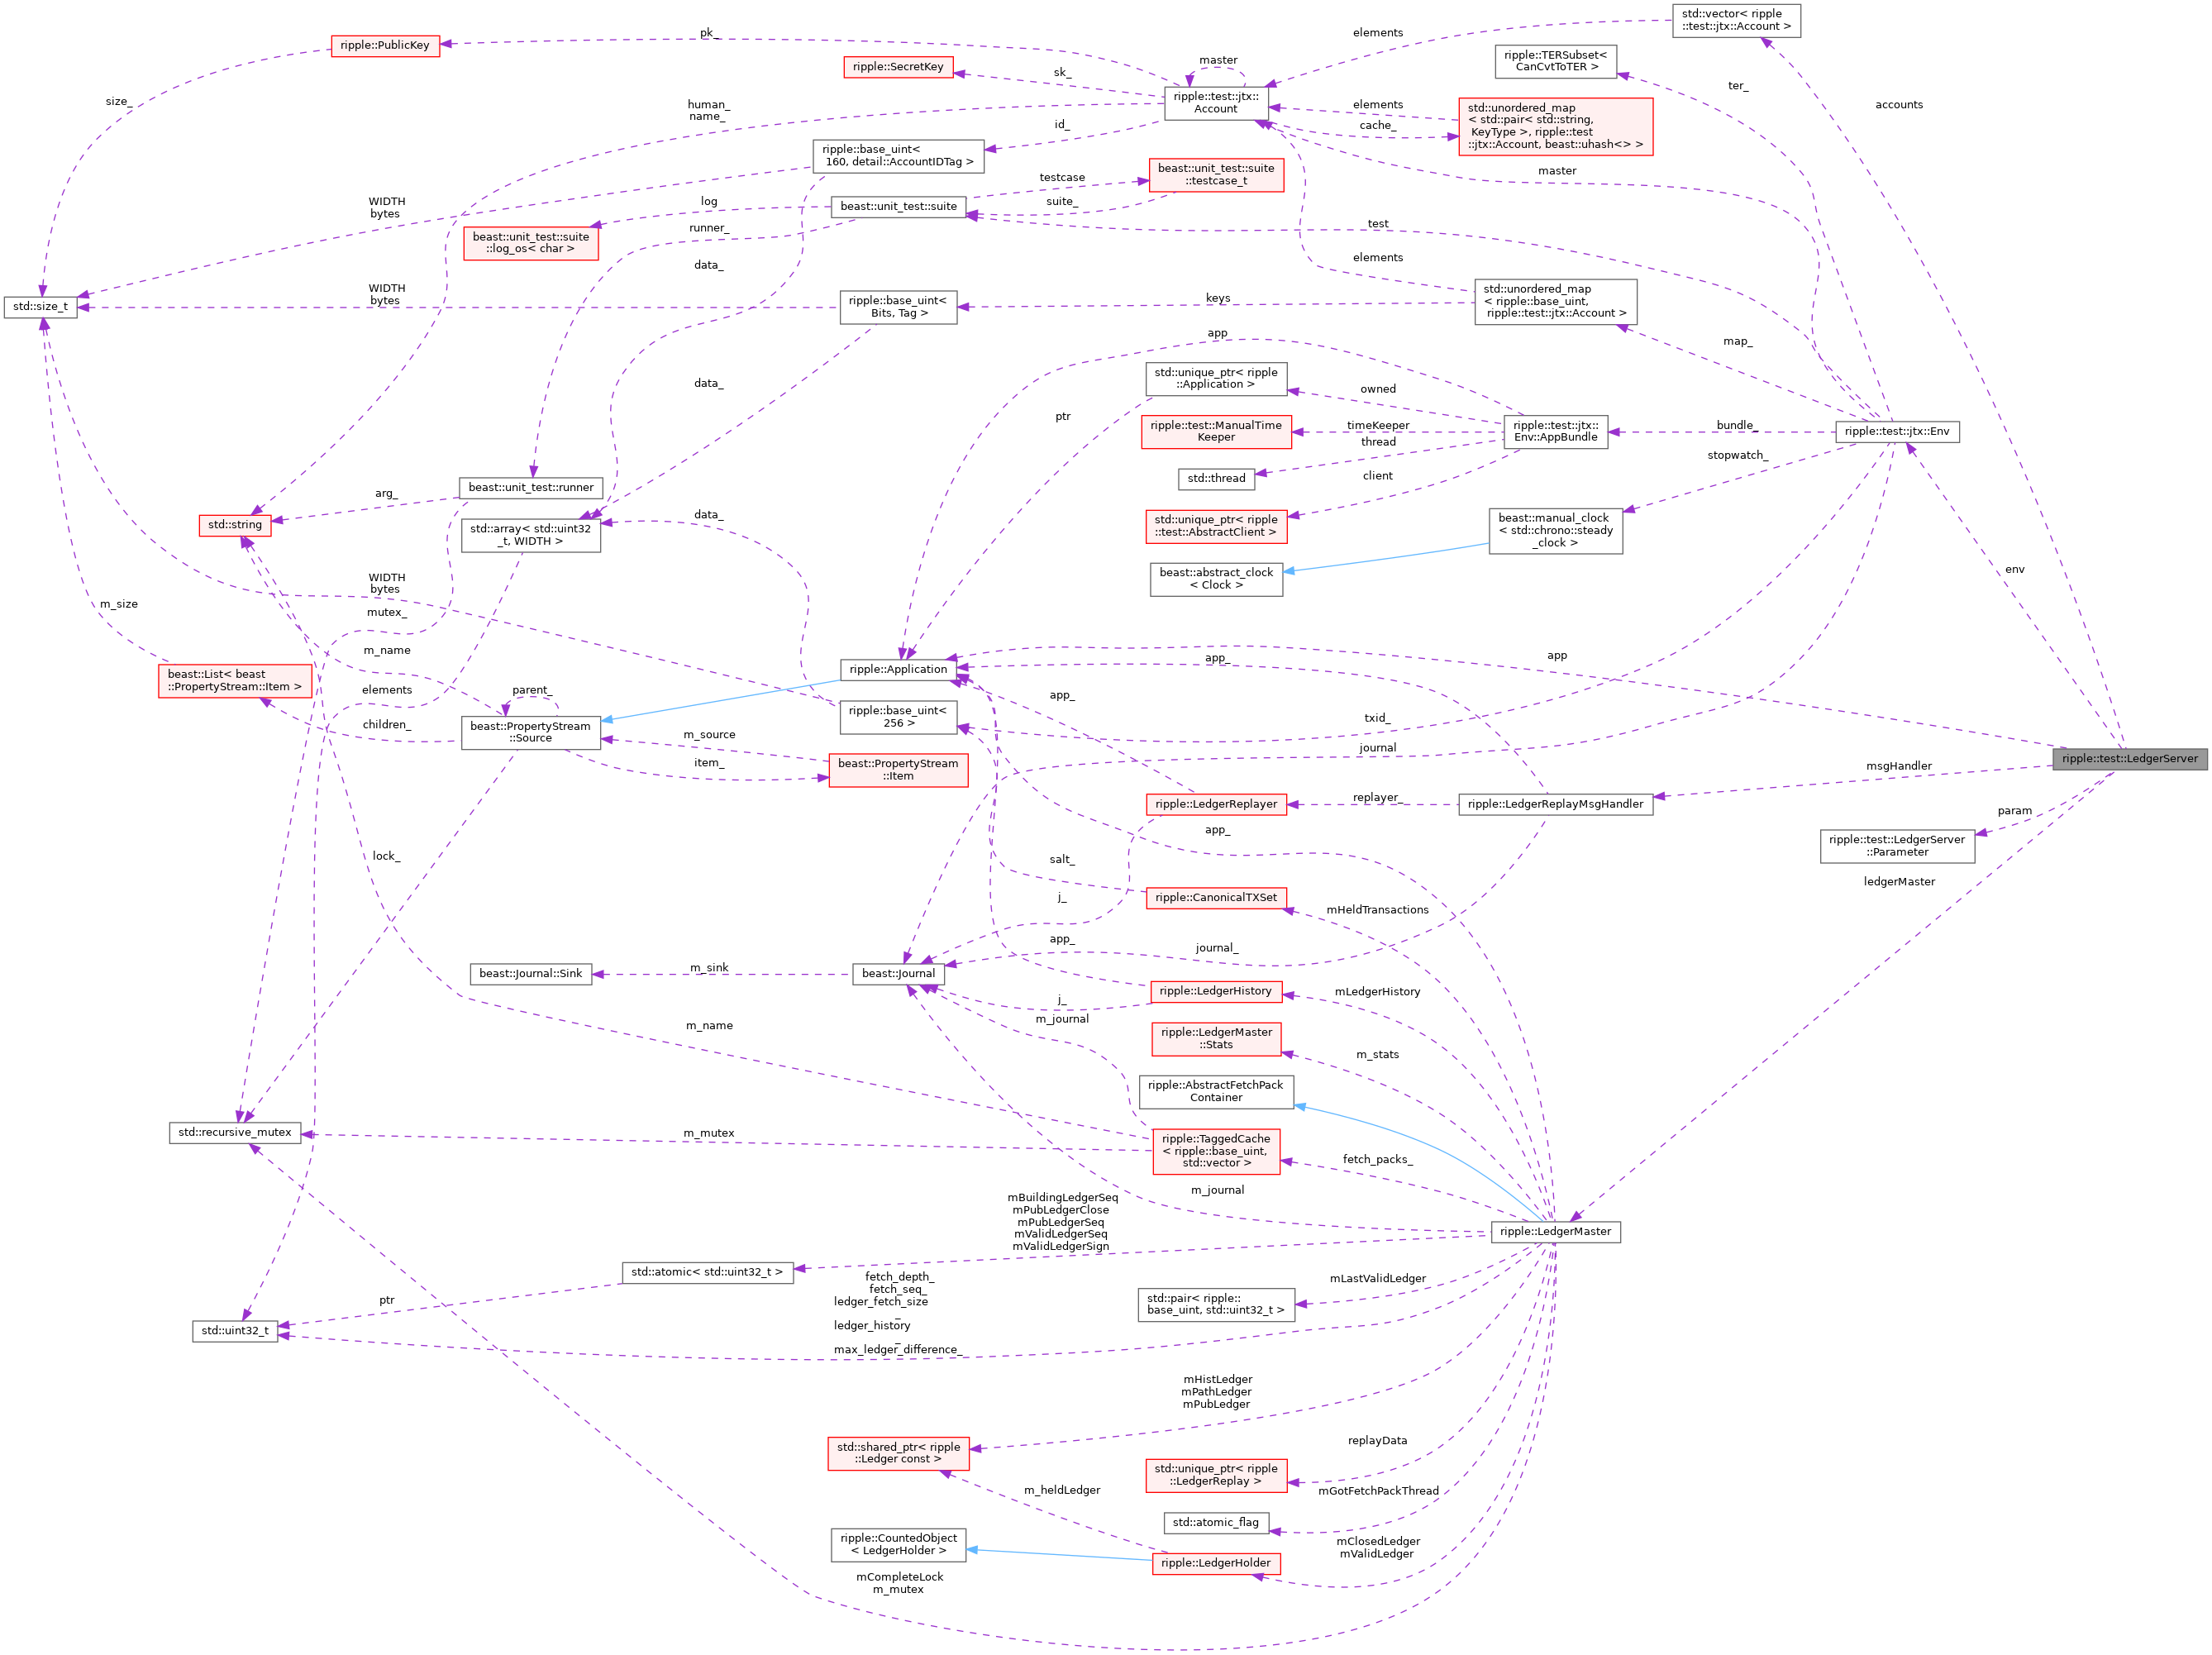 std::vector< ripple
::test::jtx::Account >
ripple::PublicKey
pk_
elements
master
ripple::TERSubset<
CanCvtToTER >
ripple::SecretKey
sk_
ter_
size_
human_
name_
ripple::test::jtx::
Account
elements
cache_
std::unordered_map
< ripple::pair< std::string,
KeyType >, ripple::test
::jtx::Account, beast::uhash<> >
accounts
id_
ripple::base_uint<
160, detail::AccountIDTag >
beast::unit_test::suite
::testcase_t
testcase
suite_
master
WIDTH
bytes
log
beast::unit_test::suite
runner_
test
beast::unit_test::suite
::log_os< char >
data_
elements
WIDTH
bytes
std::size_t
ripple::base_uint<
Bits, Tag >
keys
std::unordered_map
< ripple::base_uint,
ripple::test::jtx::Account >
app
map_
std::unique_ptr< ripple
::Application >
owned
data_
ptr
ripple::test::ManualTime
Keeper
timeKeeper
thread
ripple::test::jtx::
Env::AppBundle
bundle_
ripple::test::jtx::Env
std::thread
client
stopwatch_
beast::unit_test::runner
arg_
std::string
std::array< std::uint32
_t, WIDTH >
data_
std::unique_ptr< ripple
::test::AbstractClient >
beast::manual_clock
< std::chrono::steady
_clock >
beast::abstract_clock
< Clock >
env
WIDTH
bytes
m_size
mutex_
m_name
beast::List< beast
::PropertyStream::Item >
elements
parent_
ripple::Application
app_
app
children_
beast::PropertyStream
::Source
app_
ripple::base_uint<
256 >
txid_
m_source
item_
beast::PropertyStream
::Item
journal
ripple::test::LedgerServer
msgHandler
ripple::LedgerReplayer
replayer_
ripple::LedgerReplayMsgHandler
param
app_
ripple::test::LedgerServer
::Parameter
lock_
salt_
ledgerMaster
j_
ripple::CanonicalTXSet
mHeldTransactions
app_
journal_
beast::Journal::Sink
m_sink
beast::Journal
ripple::LedgerHistory
mLedgerHistory
j_
m_name
m_journal
ripple::LedgerMaster
::Stats
m_stats
ripple::AbstractFetchPack
Container
std::recursive_mutex
m_mutex
ripple::TaggedCache
< ripple::base_uint,
std::vector >
fetch_packs_
m_journal
mBuildingLedgerSeq
mPubLedgerClose
mPubLedgerSeq
mValidLedgerSeq
mValidLedgerSign
ripple::LedgerMaster
std::atomic< std::uint32_t >
fetch_depth_
fetch_seq_
ledger_fetch_size
_
ledger_history
_
max_ledger_difference_
mLastValidLedger
std::pair< ripple::
base_uint, std::uint32_t >
ptr
std::uint32_t
mHistLedger
mPathLedger
mPubLedger
std::shared_ptr< ripple
::Ledger const >
replayData
std::unique_ptr< ripple
::LedgerReplay >
m_heldLedger
mGotFetchPackThread
std::atomic_flag
ripple::CountedObject
< LedgerHolder >
mClosedLedger
mValidLedger
ripple::LedgerHolder
mCompleteLock
m_mutex